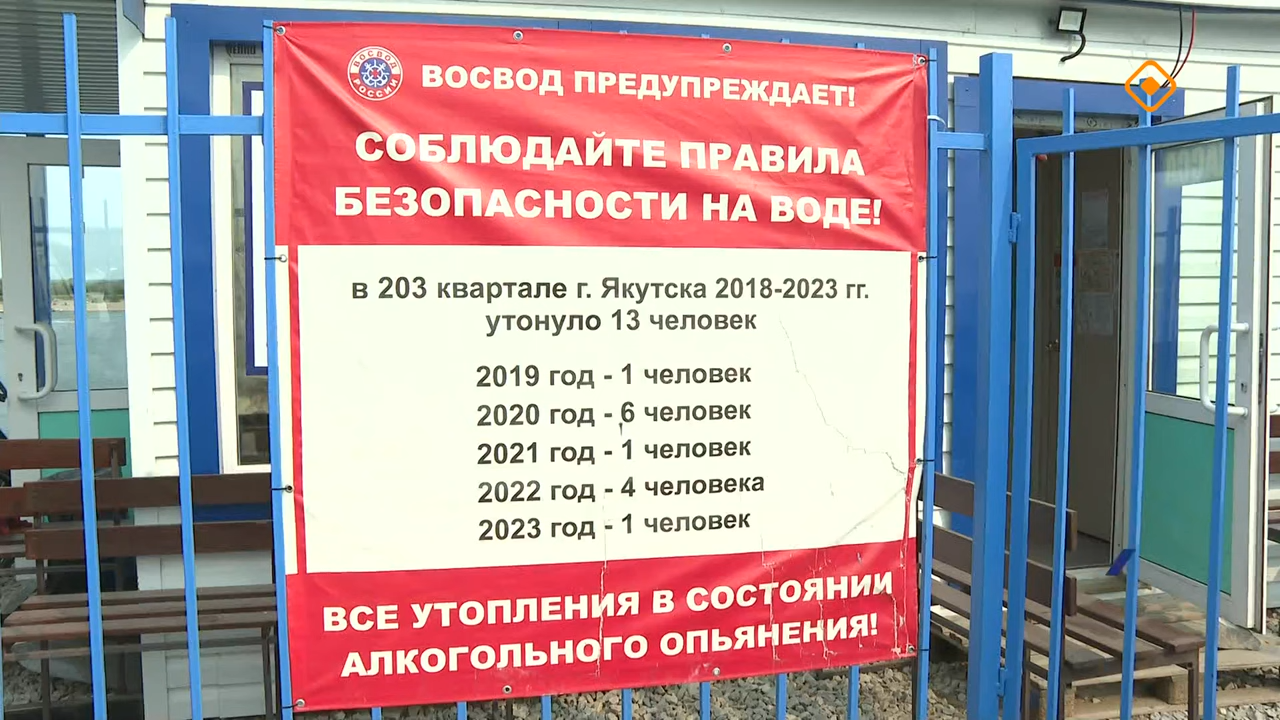 ВОСВОД
РОССИИ
ВОСВОД ПРЕДУПРЕЖДАЕТ!
СОБЛЮДАЙТЕ ПРАВИЛА
БЕЗОПАСНОСТИ НА ВОДЕ!
в 203 квартале г. Якутска 2018-2023 гг.
утонуло 13 человек
2019 год - 1 человек
2020 год - 6 человек
2021 год - 1 человек
2022 год - 4 человека
2023 год - 1 человек
ВСЕ УТОПЛЕНИЯ В СОСТОЯНИИ
АЛКОГОЛЬНОГО ОПЬЯНЕНИЯ!